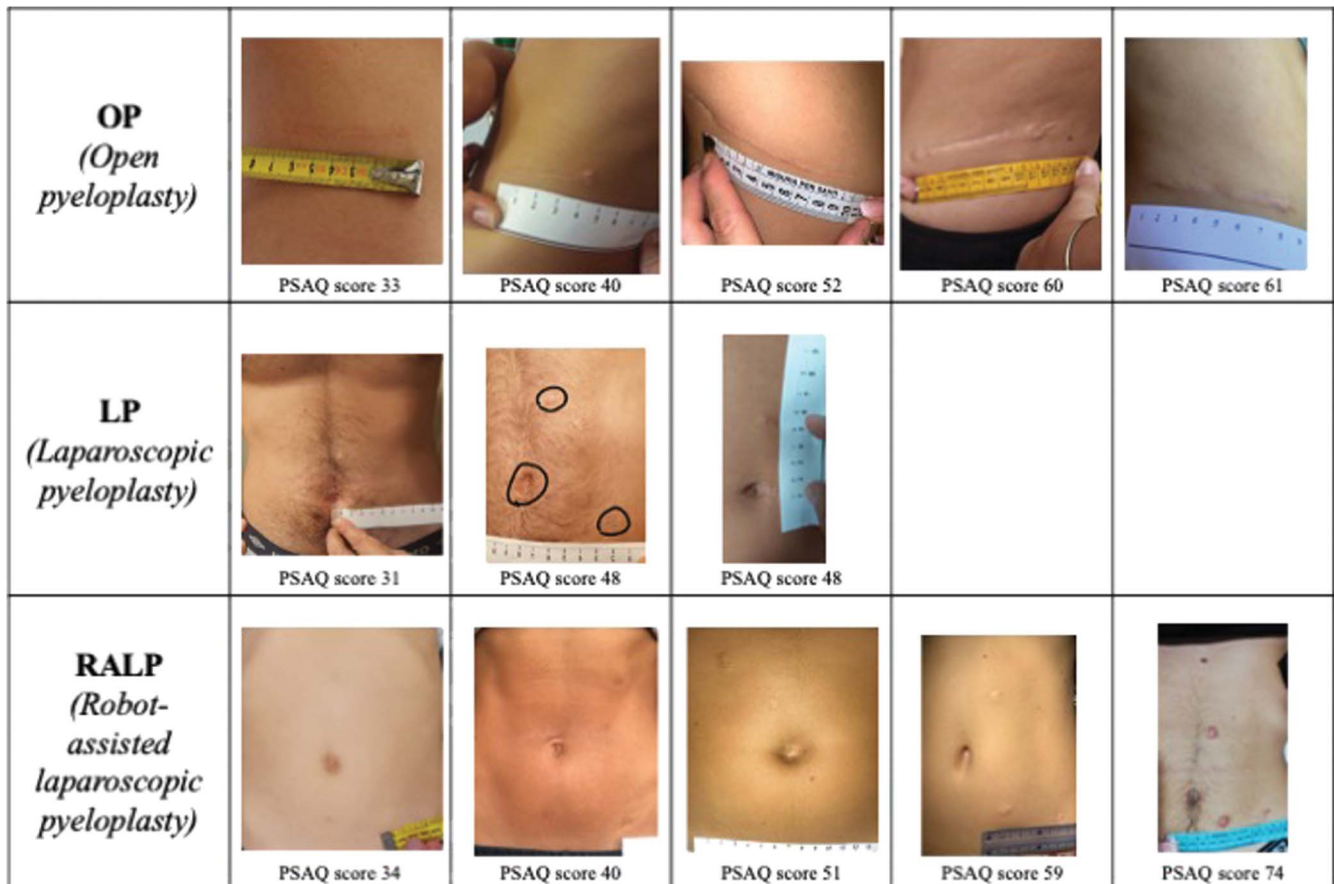 OP
(Open
pyeloplasty)
PSAQ score 33
PSAQ score 40
PSAQ score 52
PSAQ score 60
PSAQ score 61
LP
(Laparoscopic
pyeloplasty)
PSAQ score 31
PSAQ score 48
PSAQ score 48
RALP
(Robot-
assisted
laparoscopic
pyeloplasty)
PSAQ score 34
PSAQ score 40
PSAQ score 51
PSAQ score 59
PSAQ score 74